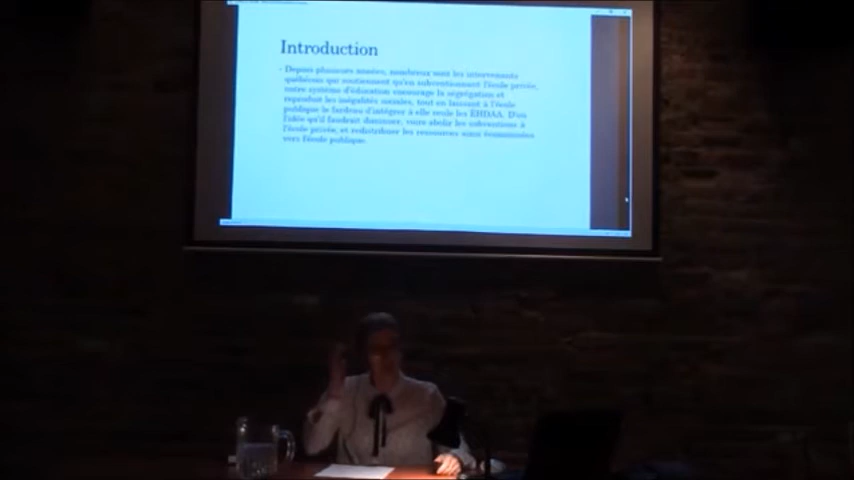 Introduction
- Depuis plusieurs années, nombreux sont les intervenants
québécois qui soutiennent qu'en subventionnant l'école privée,
notre système d'éducation encourage la ségrégation et
reproduit les inégalités sociales, tout en laissant à l'école
publique le fardeau d'intégrer à elle seule les EHDAA. D'où
l'idée qu'il faudrait diminuer, voire abolir les subventions à
l'école privée, et redistribuer les ressources ainsi économisées
vers l'école publique.